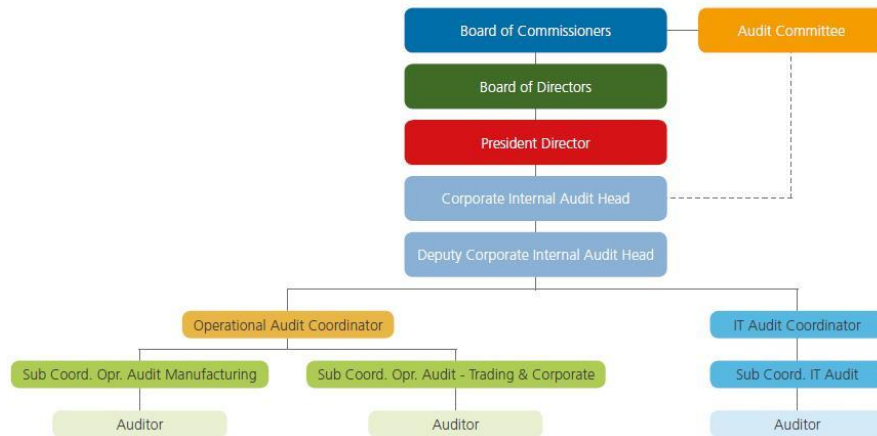 Board of Commissioners
Audit Committee
Board of Directors
President Director
Corporate Internal Audit Head
Deputy Corporate Internal Audit Head
Operational Audit Coordinator
IT Audit Coordinator
Sub Coord. Opr. Audit Manufacturing
Sub Coord. Opr. Audit - Trading & Corporate
Sub Coord. IT Audit
Auditor
Auditor
Auditor